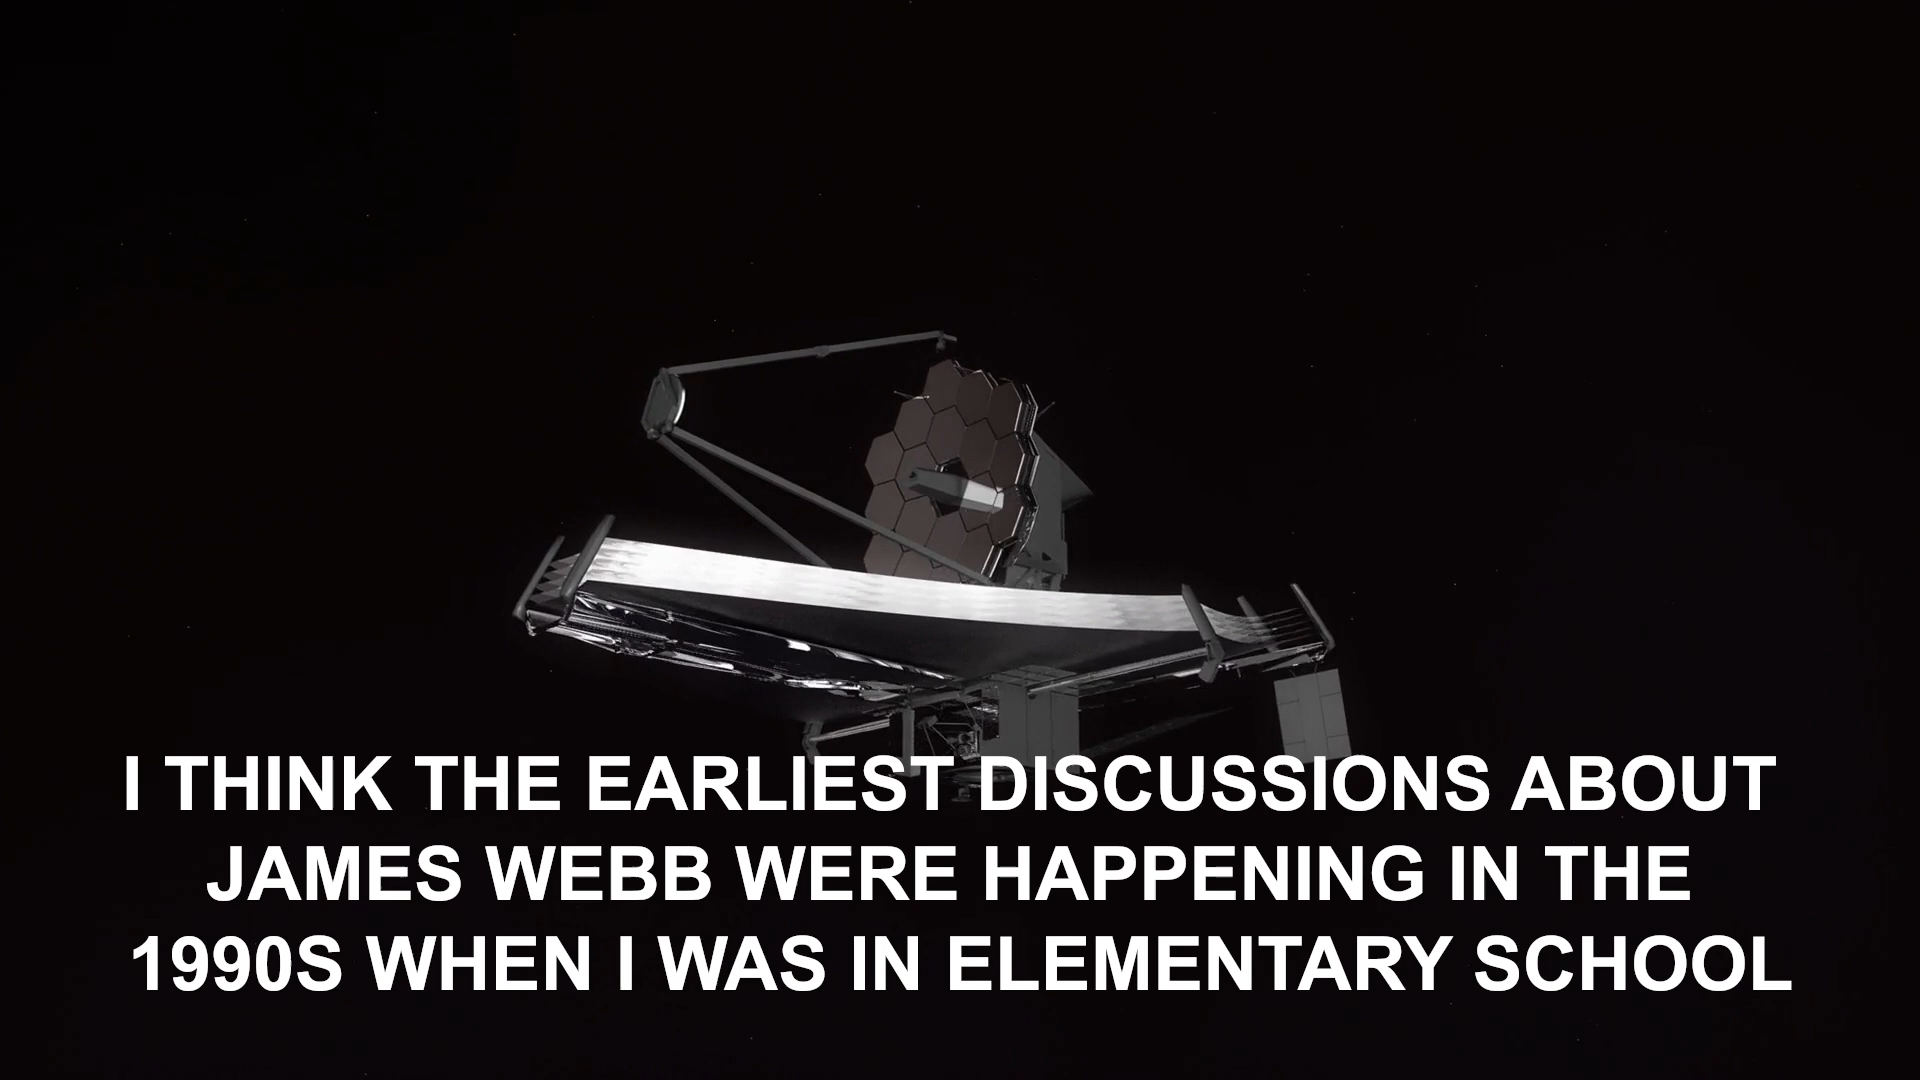 I THINK THE EARLIEST DISCUSSIONS ABOUT
JAMES WEBB WERE HAPPENING IN THE
1990S WHEN I WAS IN ELEMENTARY SCHOOL